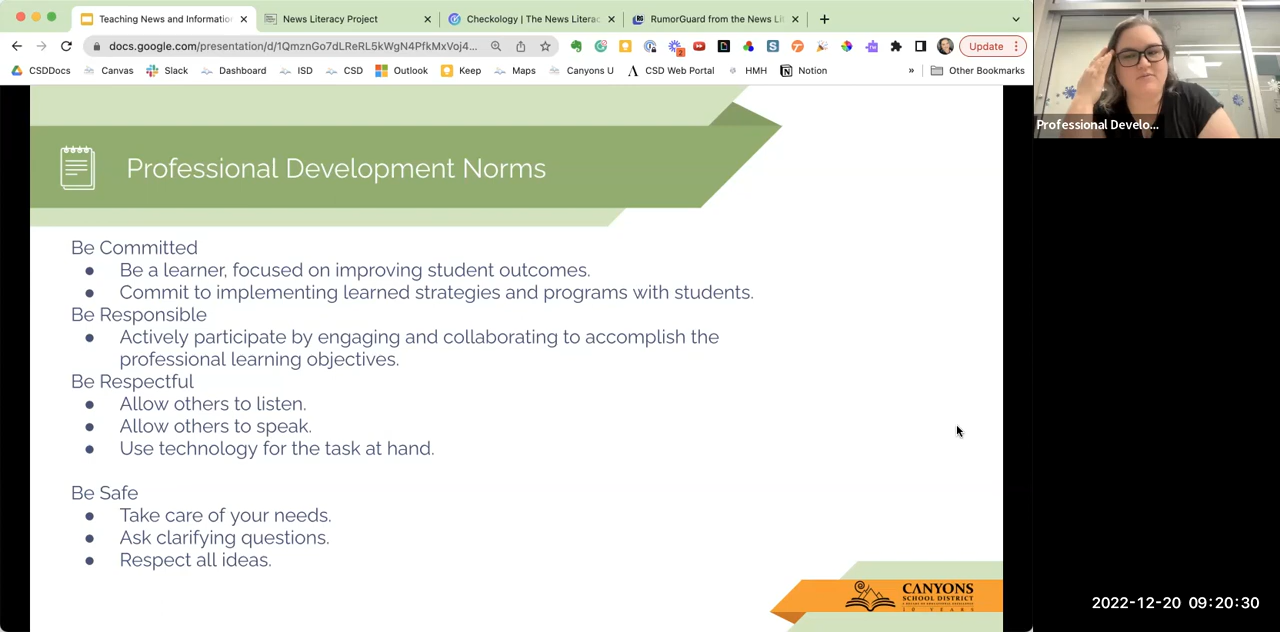 Teaching News and Informatio
News Literacy Project
Checkology | The News Literac
RumorGuard from the News Lit
docs.google.com/presentation/d/1QmznGo7dLReRL5kWgN4PfkMxVoj4...
Update
CSDDocs
Canvas
Slack
Dashboard
ISD
CSD
Outlook
Keep
Maps
Canyons U
CSD Web Portal
HMH
Notion
»
Other Bookmarks
Professional Develo...
Professional Development Norms
Be Committed
● Be a learner, focused on improving student outcomes.
● Commit to implementing learned strategies and programs with students.
Be Responsible
● Actively participate by engaging and collaborating to accomplish the
professional learning objectives.
Be Respectful
● Allow others to listen.
● Allow others to speak.
● Use technology for the task at hand.
Be Safe
● Take care of your needs.
● Ask clarifying questions.
● Respect all ideas.
CANYONS
SCHOOL DISTRICT
10 YEARS
2022-12-20 09:20:30